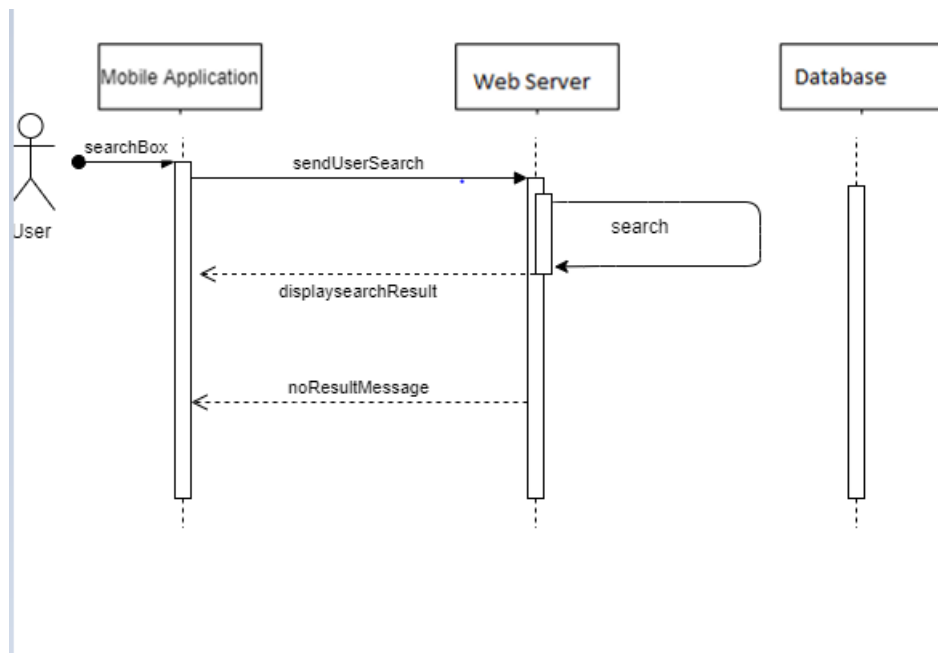 Mobile Application
Web Server
Database
searchBox
sendUserSearch
search
User
displaysearchResult
noResultMessage